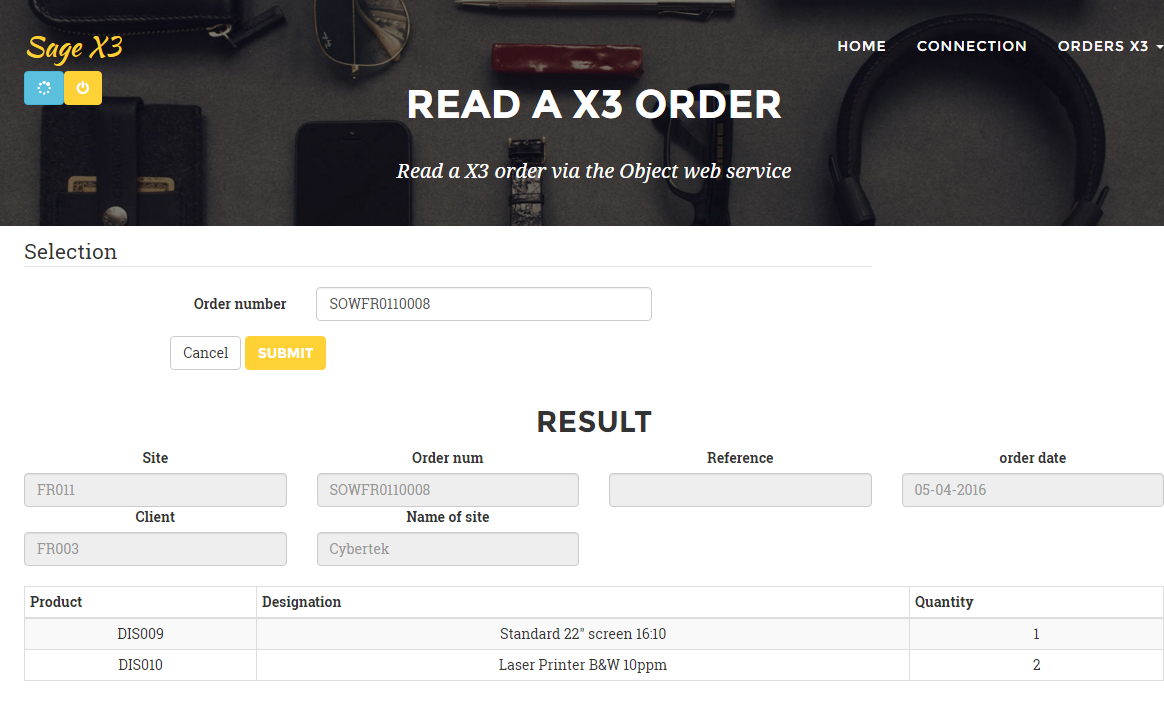 Sage X3
HOME CONNECTION ORDERS X3
READ A X3 ORDER
Read a X3 order via the Object web service
Selection
Order number SOWFR0110008
Cancel SUBMIT
RESULT
Site Order num Reference order date
FR011 SOWFR0110008 05-04-2016
Client Name of site
FR003 Cybertek
Product Designation Quantity
DIS009 Standard 22" screen 16:10 1
DIS010 Laser Printer B&W 10ppm 2